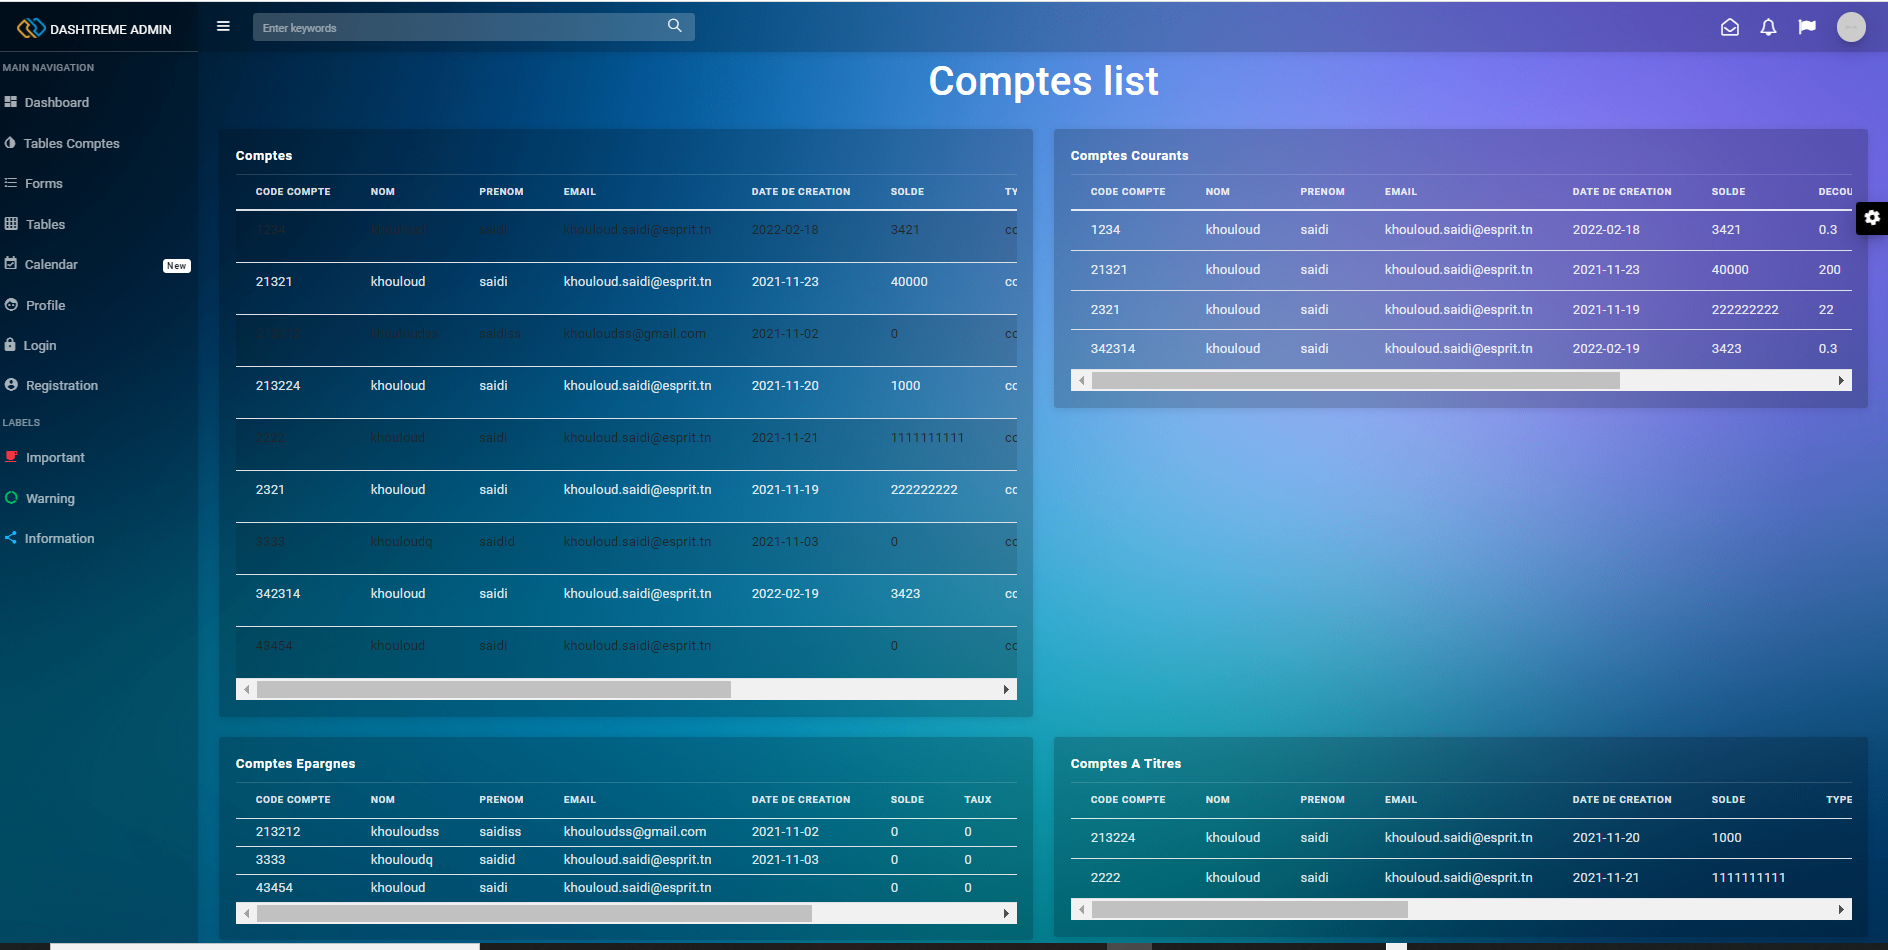 DASHTREME ADMIN
Enter keywords
MAIN NAVIGATION
Dashboard
Tables Comptes
Forms
Tables
Calendar New
Profile
Login
Registration
LABELS
Important
Warning
Information
Comptes list
Comptes
CODE COMPTE NOM PRENOM EMAIL DATE DE CREATION SOLDE TY
1234 khouloud saidi khouloud.saidi@esprit.tn 2022-02-18 3421 cc
21321 khouloud saidi khouloud.saidi@esprit.tn 2021-11-23 40000 cc
213212 khouloudss saidiss khouloudss@gmail.com 2021-11-02 0 cc
213224 khouloud saidi khouloud.saidi@esprit.tn 2021-11-20 1000 cc
2222 khouloud saidi khouloud.saidi@esprit.tn 2021-11-21 1111111111 cc
2321 khouloud saidi khouloud.saidi@esprit.tn 2021-11-19 222222222 cc
3333 khouloudq saidid khouloud.saidi@esprit.tn 2021-11-03 0 cc
342314 khouloud saidi khouloud.saidi@esprit.tn 2022-02-19 3423 cc
43454 khouloud saidi khouloud.saidi@esprit.tn 0 cc
Comptes Courants
CODE COMPTE NOM PRENOM EMAIL DATE DE CREATION SOLDE DECOU
1234 khouloud saidi khouloud.saidi@esprit.tn 2022-02-18 3421 0.3
21321 khouloud saidi khouloud.saidi@esprit.tn 2021-11-23 40000 200
2321 khouloud saidi khouloud.saidi@esprit.tn 2021-11-19 222222222 22
342314 khouloud saidi khouloud.saidi@esprit.tn 2022-02-19 3423 0.3
Comptes Epargnes
CODE COMPTE NOM PRENOM EMAIL DATE DE CREATION SOLDE TAUX
213212 khouloudss saidiss khouloudss@gmail.com 2021-11-02 0 0
3333 khouloudq saidid khouloud.saidi@esprit.tn 2021-11-03 0 0
43454 khouloud saidi khouloud.saidi@esprit.tn 0 0
Comptes A Titres
CODE COMPTE NOM PRENOM EMAIL DATE DE CREATION SOLDE TYPE
213224 khouloud saidi khouloud.saidi@esprit.tn 2021-11-20 1000
2222 khouloud saidi khouloud.saidi@esprit.tn 2021-11-21 1111111111